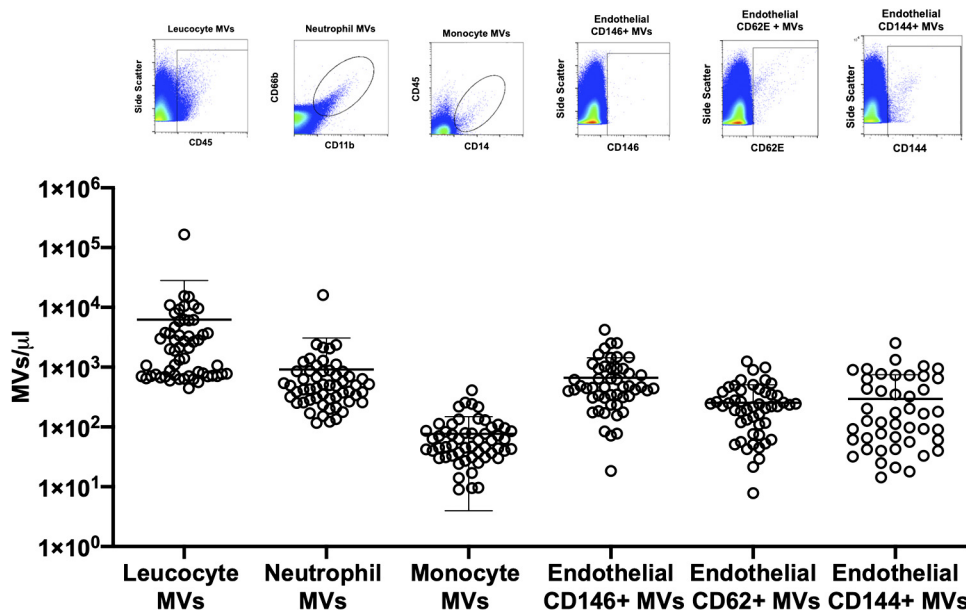 Leucocyte MVs
Neutrophil MVs
Monocyte MVs
Endothelial
CD146+ MVs
Endothelial
CD62E + MVs
Endothelial
CD144+ MVs
Side Scatter
CD45
CD66b
CD11b
CD45
CD14
Side Scatter
CD146
Side Scatter
CD62E
Side Scatter
CD144
MVs/µl
1×10⁶
1×10⁵
1×10⁴
1×10³
1×10²
1×10¹
1×10⁰
Leucocyte
MVs
Neutrophil
MVs
Monocyte
MVs
Endothelial
CD146+ MVs
Endothelial
CD62+ MVs
Endothelial
CD144+ MVs